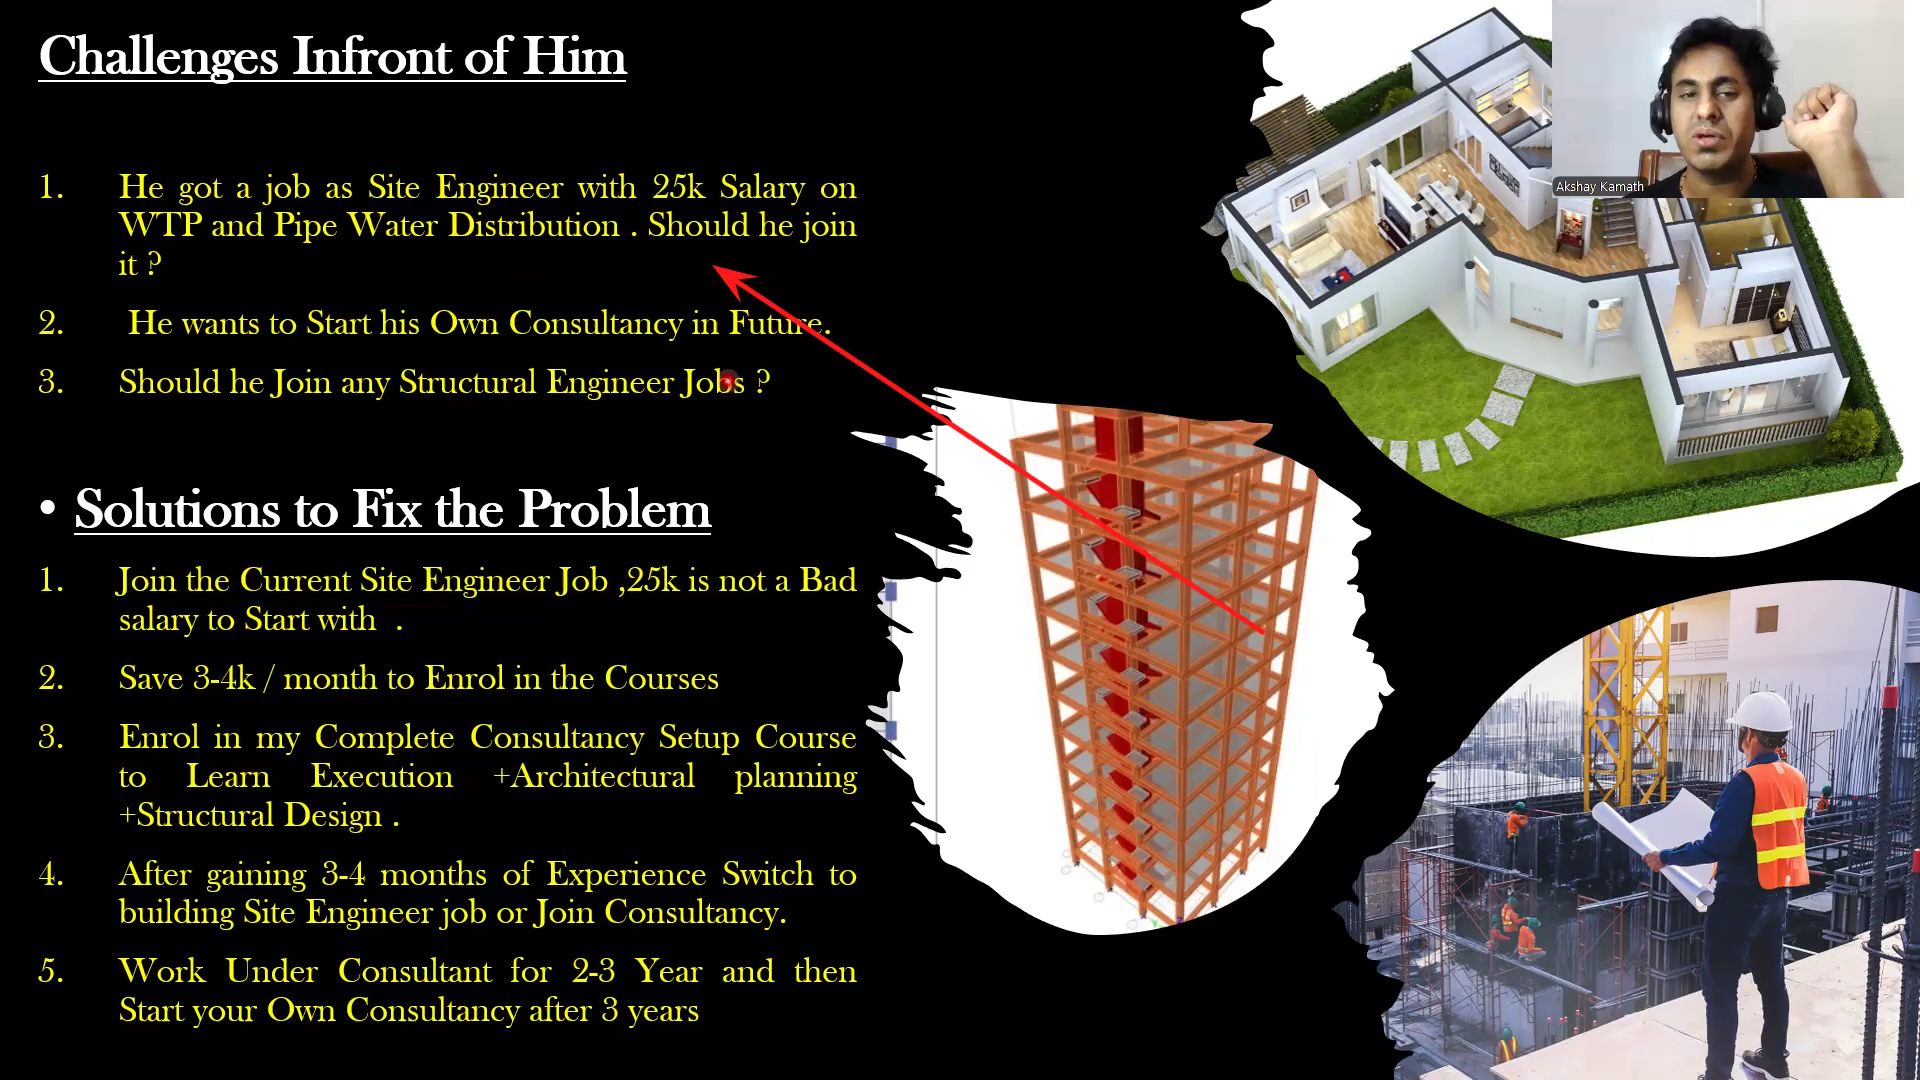 Challenges Infront of Him
1. He got a job as Site Engineer with 25k Salary on
WTP and Pipe Water Distribution . Should he join
it ?
2. He wants to Start his Own Consultancy in Future.
3. Should he Join any Structural Engineer Jobs ?
• Solutions to Fix the Problem
1. Join the Current Site Engineer Job ,25k is not a Bad
salary to Start with .
2. Save 3-4k / month to Enrol in the Courses
3. Enrol in my Complete Consultancy Setup Course
to Learn Execution +Architectural planning
+Structural Design .
4. After gaining 3-4 months of Experience Switch to
building Site Engineer job or Join Consultancy.
5. Work Under Consultant for 2-3 Year and then
Start your Own Consultancy after 3 years
Akshay Kamath